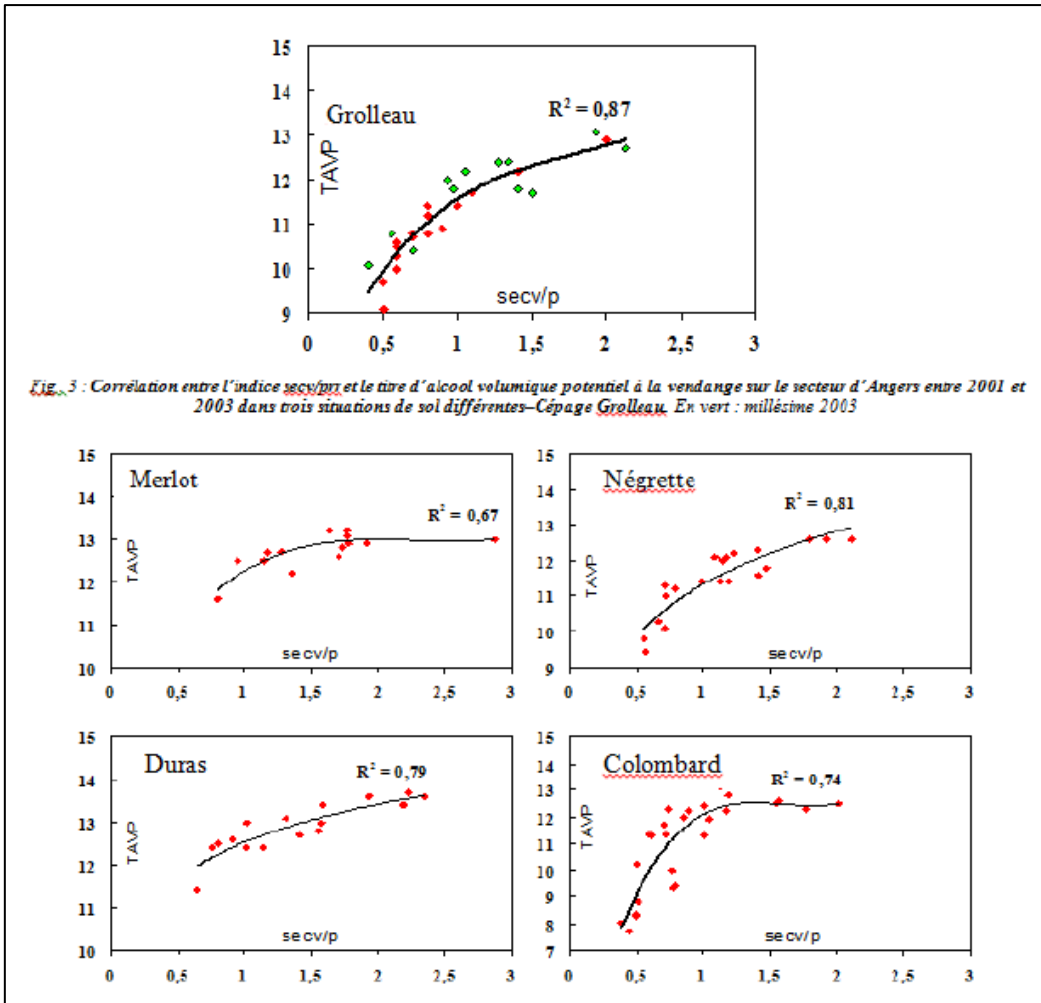 15
14
13
12
11
10
9
TAVP
Grolleau
R² = 0,87
secv/p
0 0,5 1 1,5 2 2,5 3
Fig. 3 : Corrélation entre l'indice secv/prt et le titre d'alcool volumique potentiel à la vendange sur le secteur d'Angers entre 2001 et
2003 dans trois situations de sol différentes–Cépage Grolleau. En vert : millésime 2003
15
14
13
12
11
10
TAVP
Merlot
R² = 0,67
secv/p
0 0,5 1 1,5 2 2,5 3
15
14
13
12
11
10
9
TAVP
Négrette
R² = 0,81
secv/p
0 0,5 1 1,5 2 2,5 3
15
14
13
12
11
10
TAVP
Duras
R² = 0,79
secv/p
0 0,5 1 1,5 2 2,5 3
15
14
13
12
11
10
9
8
7
TAVP
Colombard
R² = 0,74
secv/p
0 0,5 1 1,5 2 2,5 3